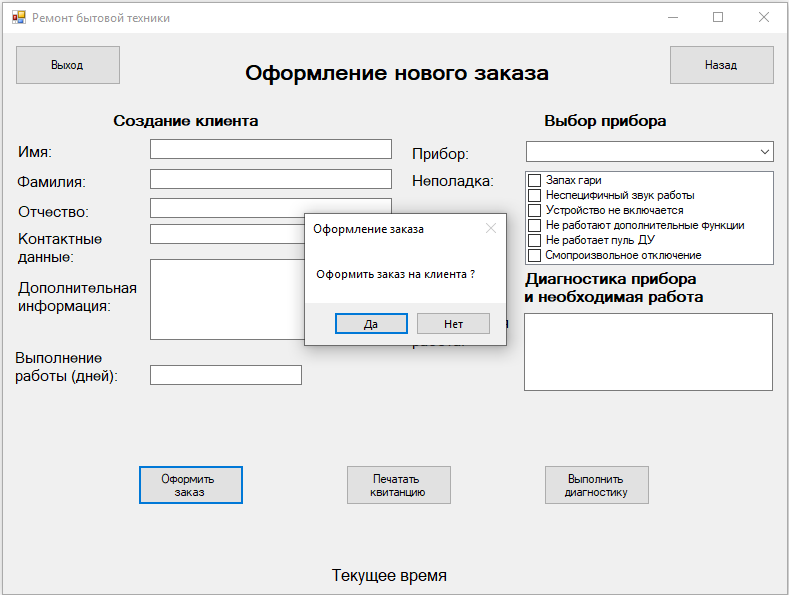 Ремонт бытовой техники
Выход
Оформление нового заказа
Назад
Создание клиента
Выбор прибора
Имя:
Прибор:
Фамилия:
Неполадка:
Запах гари
Неспецифичный звук работы
Устройство не включается
Не работают дополнительные функции
Не работает пуль ДУ
Смопроизвольное отключение
Отчество:
Контактные
данные:
Оформление заказа
Оформить заказ на клиента ?
Да
Нет
Дополнительная
информация:
Диагностика прибора
и необходимая работа
Выполнение
работы (дней):
Оформить
заказ
Печатать
квитанцию
Выполнить
диагностику
Текущее время